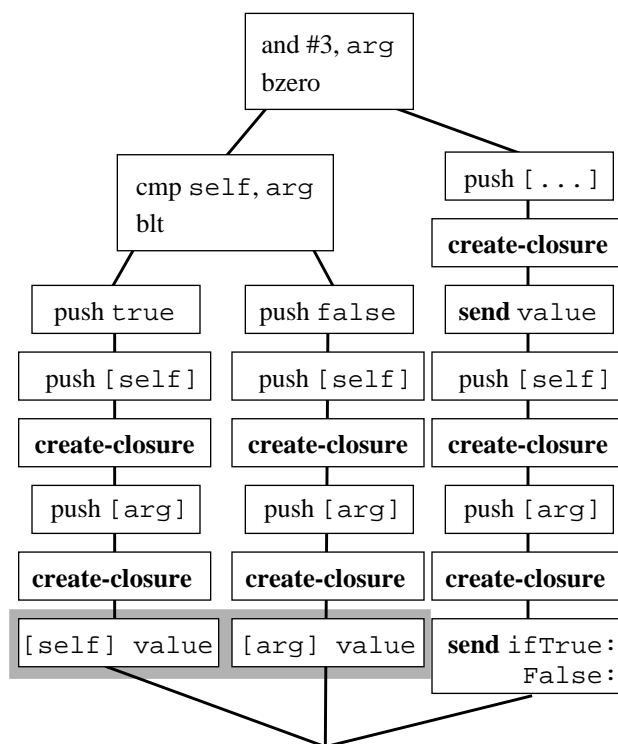 and #3, arg
bzero
cmp self, arg
blt
push true
push [self]
create-closure
push [arg]
create-closure
[self] value
push false
push [self]
create-closure
push [arg]
create-closure
[arg] value
push [...]
create-closure
send value
push [self]
create-closure
push [arg]
create-closure
send ifTrue:
False: